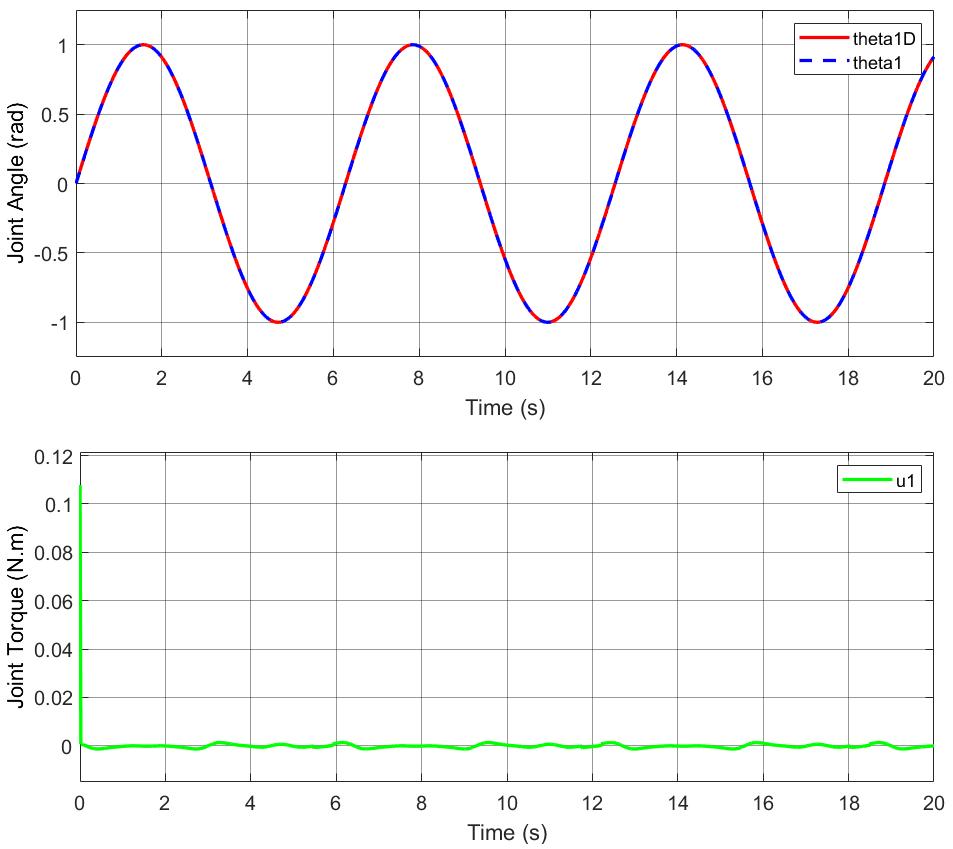 1
0.5
0
-0.5
-1
Joint Angle (rad)
theta1D
theta1
0 2 4 6 8 10 12 14 16 18 20
Time (s)
0.12
0.1
0.08
0.06
0.04
0.02
0
Joint Torque (N.m)
u1
0 2 4 6 8 10 12 14 16 18 20
Time (s)